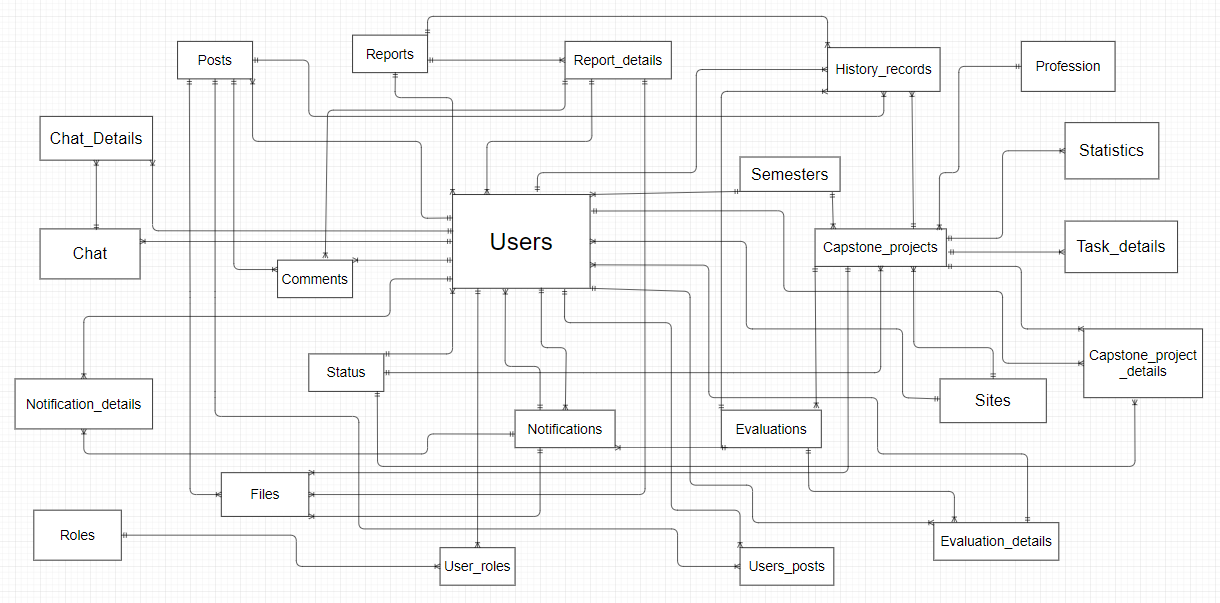 Posts
Reports
Report_details
History_records
Profession
Chat_Details
Statistics
Semesters
Users
Capstone_projects
Task_details
Chat
Comments
Capstone_project
_details
Status
Notification_details
Sites
Notifications
Evaluations
Files
Roles
Evaluation_details
User_roles
Users_posts